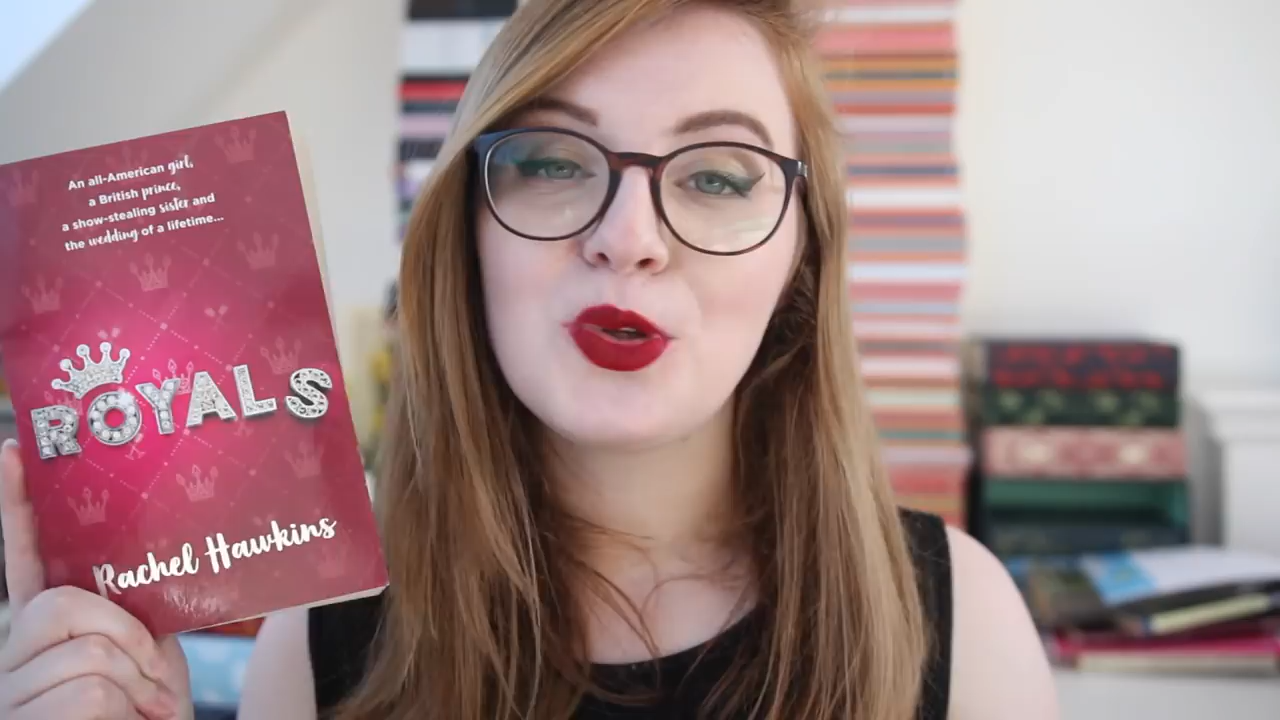 An all-American girl,
a British prince,
a show-stealing sister and
the wedding of a lifetime...
ROYALS
Rachel Hawkins